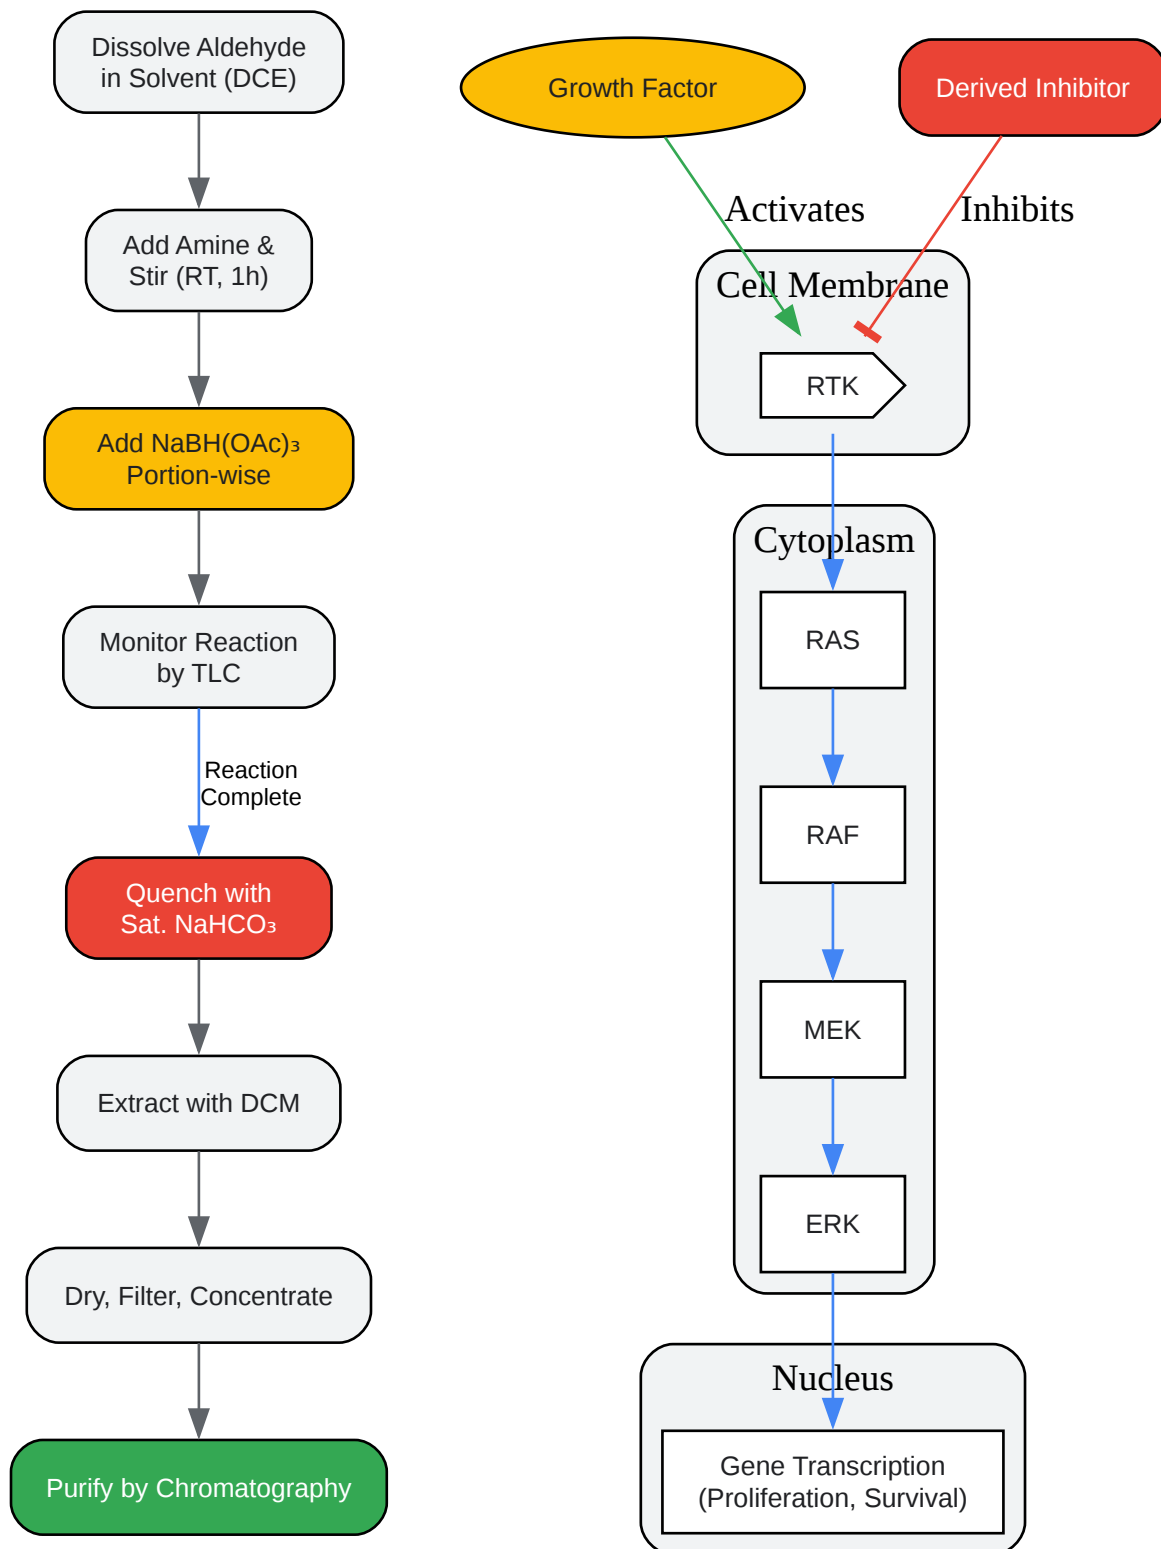 Dissolve Aldehyde
in Solvent (DCE)
Add Amine &
Stir (RT, 1h)
Add NaBH(OAc)₃
Portion-wise
Monitor Reaction
by TLC
Reaction
Complete
Quench with
Sat. NaHCO₃
Extract with DCM
Dry, Filter, Concentrate
Purify by Chromatography
Growth Factor
Derived Inhibitor
Activates
Inhibits
Cell Membrane
RTK
Cytoplasm
RAS
RAF
MEK
ERK
Nucleus
Gene Transcription
(Proliferation, Survival)